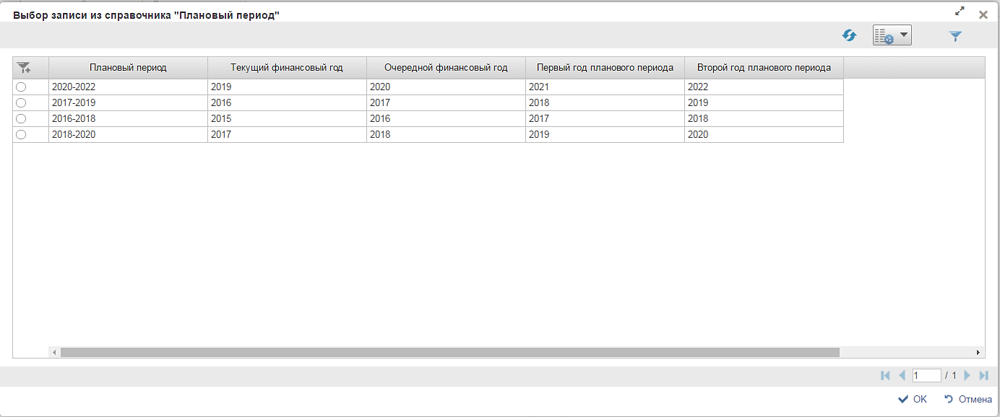 Выбор записи из справочника "Плановый период"
Плановый период Текущий финансовый год Очередной финансовый год Первый год планового периода Второй год планового периода
2020-2022 2019 2020 2021 2022
2017-2019 2016 2017 2018 2019
2016-2018 2015 2016 2017 2018
2018-2020 2017 2018 2019 2020
1 / 1
OK Отмена